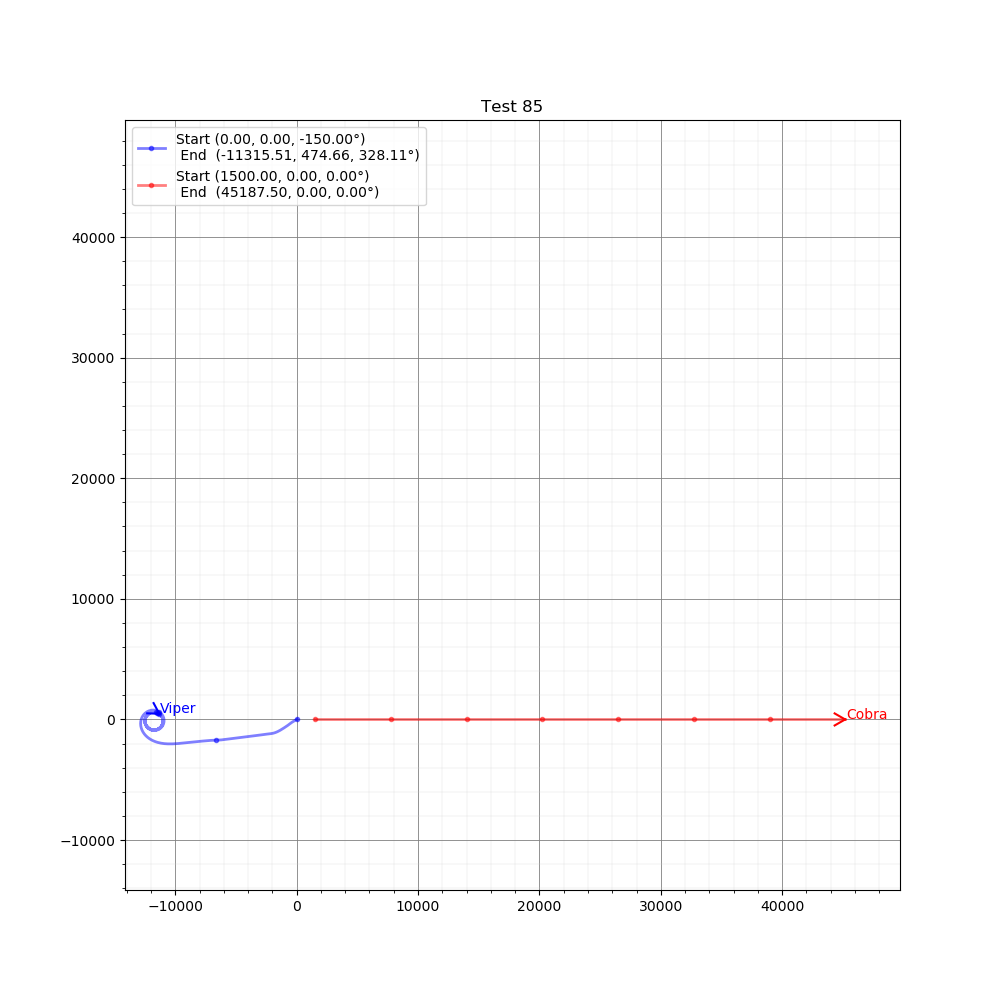 Test 85
Start (0.00, 0.00, -150.00°)
End  (-11315.51, 474.66, 328.11°)
Start (1500.00, 0.00, 0.00°)
End  (45187.50, 0.00, 0.00°)
40000
30000
20000
10000
0
−10000
Viper
Cobra
−10000
0
10000
20000
30000
40000